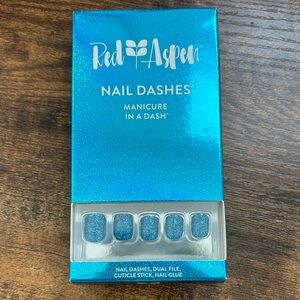 Red Aspen
NAIL DASHES
MANICURE
IN A DASH®
NAIL DASHES, DUAL FILE,
CUTICLE STICK, NAIL GLUE